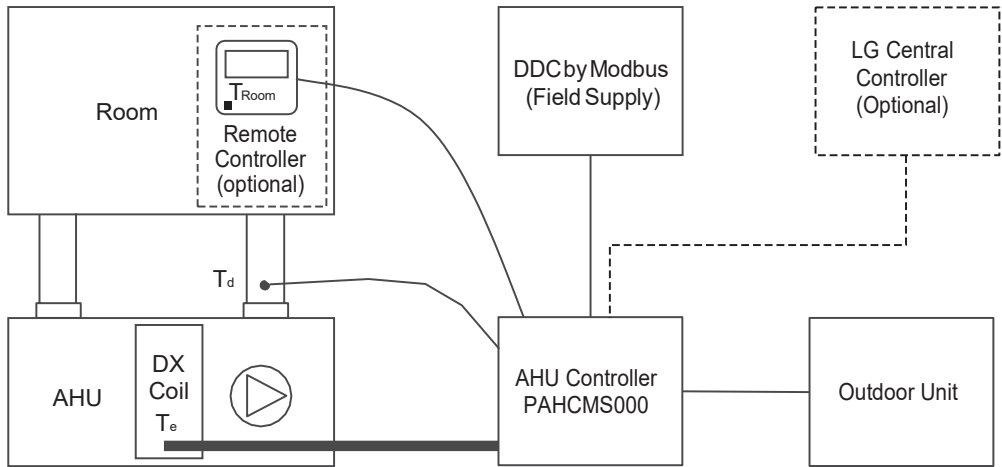 Room
TRoom
Remote
Controller
(optional)
DDC by Modbus
(Field Supply)
LG Central
Controller
(Optional)
Td
AHU
DX
Coil
Te
AHU Controller
PAHCMS000
Outdoor Unit